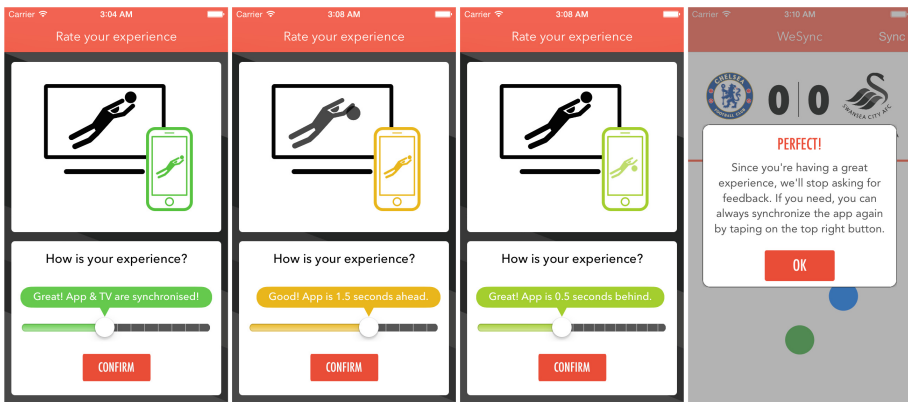 Carrier 3:04 AM
Rate your experience
How is your experience?
Great! App & TV are synchronised!
CONFIRM
Carrier 3:08 AM
Rate your experience
How is your experience?
Good! App is 1.5 seconds ahead.
CONFIRM
Carrier 3:08 AM
Rate your experience
How is your experience?
Great! App is 0.5 seconds behind.
CONFIRM
Carrier 3:10 AM
WeSync Sync
CHELSEA
FOOTBALL CLUB
0 0
SWANSEA CITY AFC
PERFECT!
Since you're having a great
experience, we'll stop asking for
feedback. If you need, you can
always synchronize the app again
by taping on the top right button.
OK